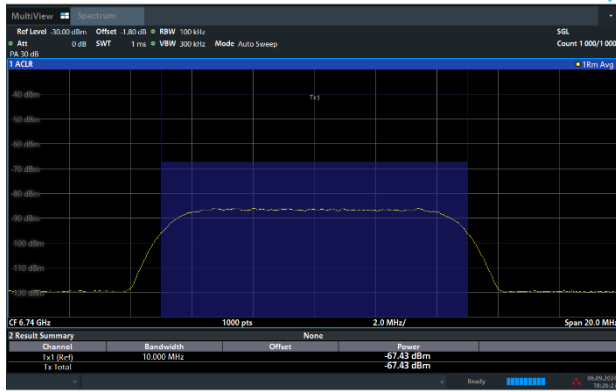 MultiView Spectrum
Ref Level -30.00 dBm Offset -1.80 dB RBW 100 kHz SGL
Att 0 dB SWT 1 ms VBW 300 kHz Mode Auto Sweep Count 1000/1000
PA 30 dB
1 ACLR 1Rm Avg
-40 dBm
Tx1
-50 dBm
-60 dBm
-70 dBm
-80 dBm
-90 dBm
-100 dBm
-110 dBm
-120 dBm
CF 6.74 GHz 1000 pts 2.0 MHz/ Span 20.0 MHz
2 Result Summary None
Channel Bandwidth Offset Power
Tx1 (Ref) 10.000 MHz -67.43 dBm
Tx Total -67.43 dBm
Ready